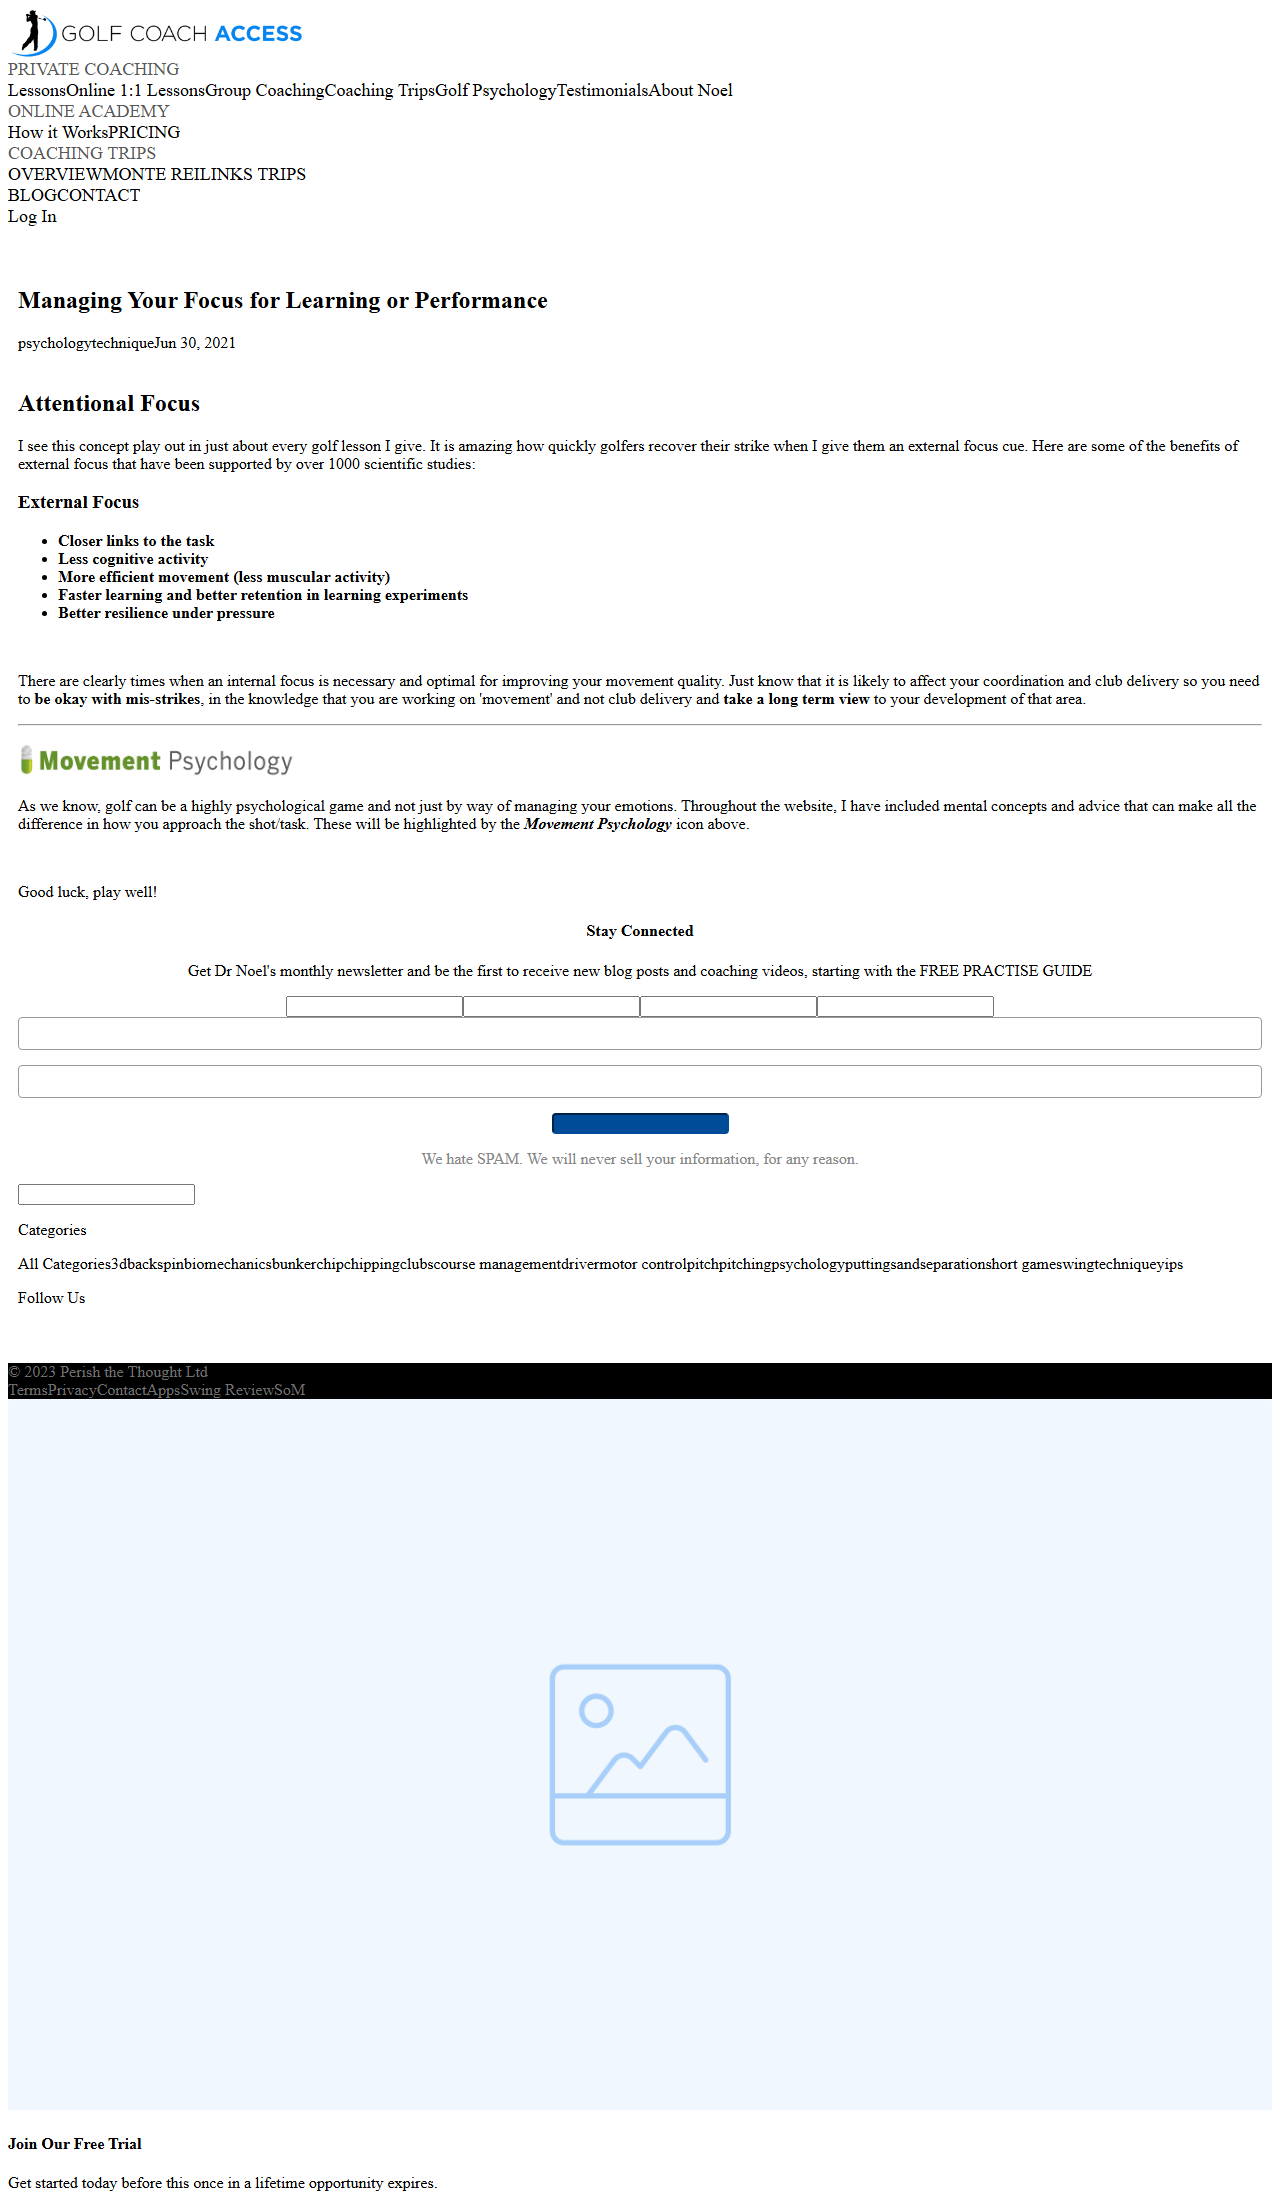 GOLF COACH ACCESS
PRIVATE COACHING
LessonsOnline 1:1 LessonsGroup CoachingCoaching TripsGolf PsychologyTestimonialsAbout Noel
ONLINE ACADEMY
How it WorksPRICING
COACHING TRIPS
OVERVIEWMONTE REILINKS TRIPS
BLOGCONTACT
Log In
Managing Your Focus for Learning or Performance
psychologytechniqueJun 30, 2021
Attentional Focus
I see this concept play out in just about every golf lesson I give. It is amazing how quickly golfers recover their strike when I give them an external focus cue. Here are some of the benefits of
external focus that have been supported by over 1000 scientific studies:
External Focus
• Closer links to the task
• Less cognitive activity
• More efficient movement (less muscular activity)
• Faster learning and better retention in learning experiments
• Better resilience under pressure
There are clearly times when an internal focus is necessary and optimal for improving your movement quality. Just know that it is likely to affect your coordination and club delivery so you need
to be okay with mis-strikes, in the knowledge that you are working on 'movement' and not club delivery and take a long term view to your development of that area.
Movement Psychology
As we know, golf can be a highly psychological game and not just by way of managing your emotions. Throughout the website, I have included mental concepts and advice that can make all the
difference in how you approach the shot/task. These will be highlighted by the Movement Psychology icon above.
Good luck, play well!
Stay Connected
Get Dr Noel's monthly newsletter and be the first to receive new blog posts and coaching videos, starting with the FREE PRACTISE GUIDE
We hate SPAM. We will never sell your information, for any reason.
Categories
All Categories3dbackspinbiomechanicsbunkerchipchippingclubscourse managementdrivermotor controlpitchpitchingpsychologyputtingsandseparationshort gameswingtechniqueyips
Follow Us
© 2023 Perish the Thought Ltd
TermsPrivacyContactAppsSwing ReviewSoM
Join Our Free Trial
Get started today before this once in a lifetime opportunity expires.